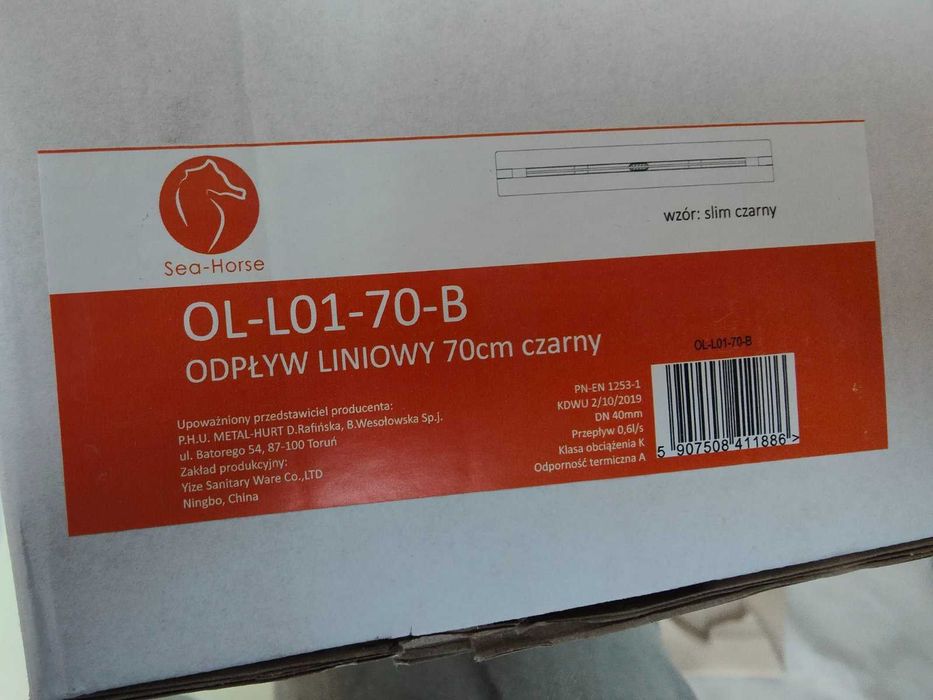 Sea-Horse
wzór: slim czarny
OL-L01-70-B
ODPŁYW LINIOWY 70cm czarny
Upoważniony przedstawiciel producenta:
P.H.U. METAL-HURT D.Rafińska, B.Wesołowska Sp.j.
ul. Batorego 54, 87-100 Toruń
Zakład produkcyjny:
Yize Sanitary Ware Co.,LTD
Ningbo, China
PN-EN 1253-1
KDWU 2/10/2019
DN 40mm
Przepływ 0,6l/s
Klasa obciążenia K
Odporność termiczna A
OL-L01-70-B
5 907508 411886 >